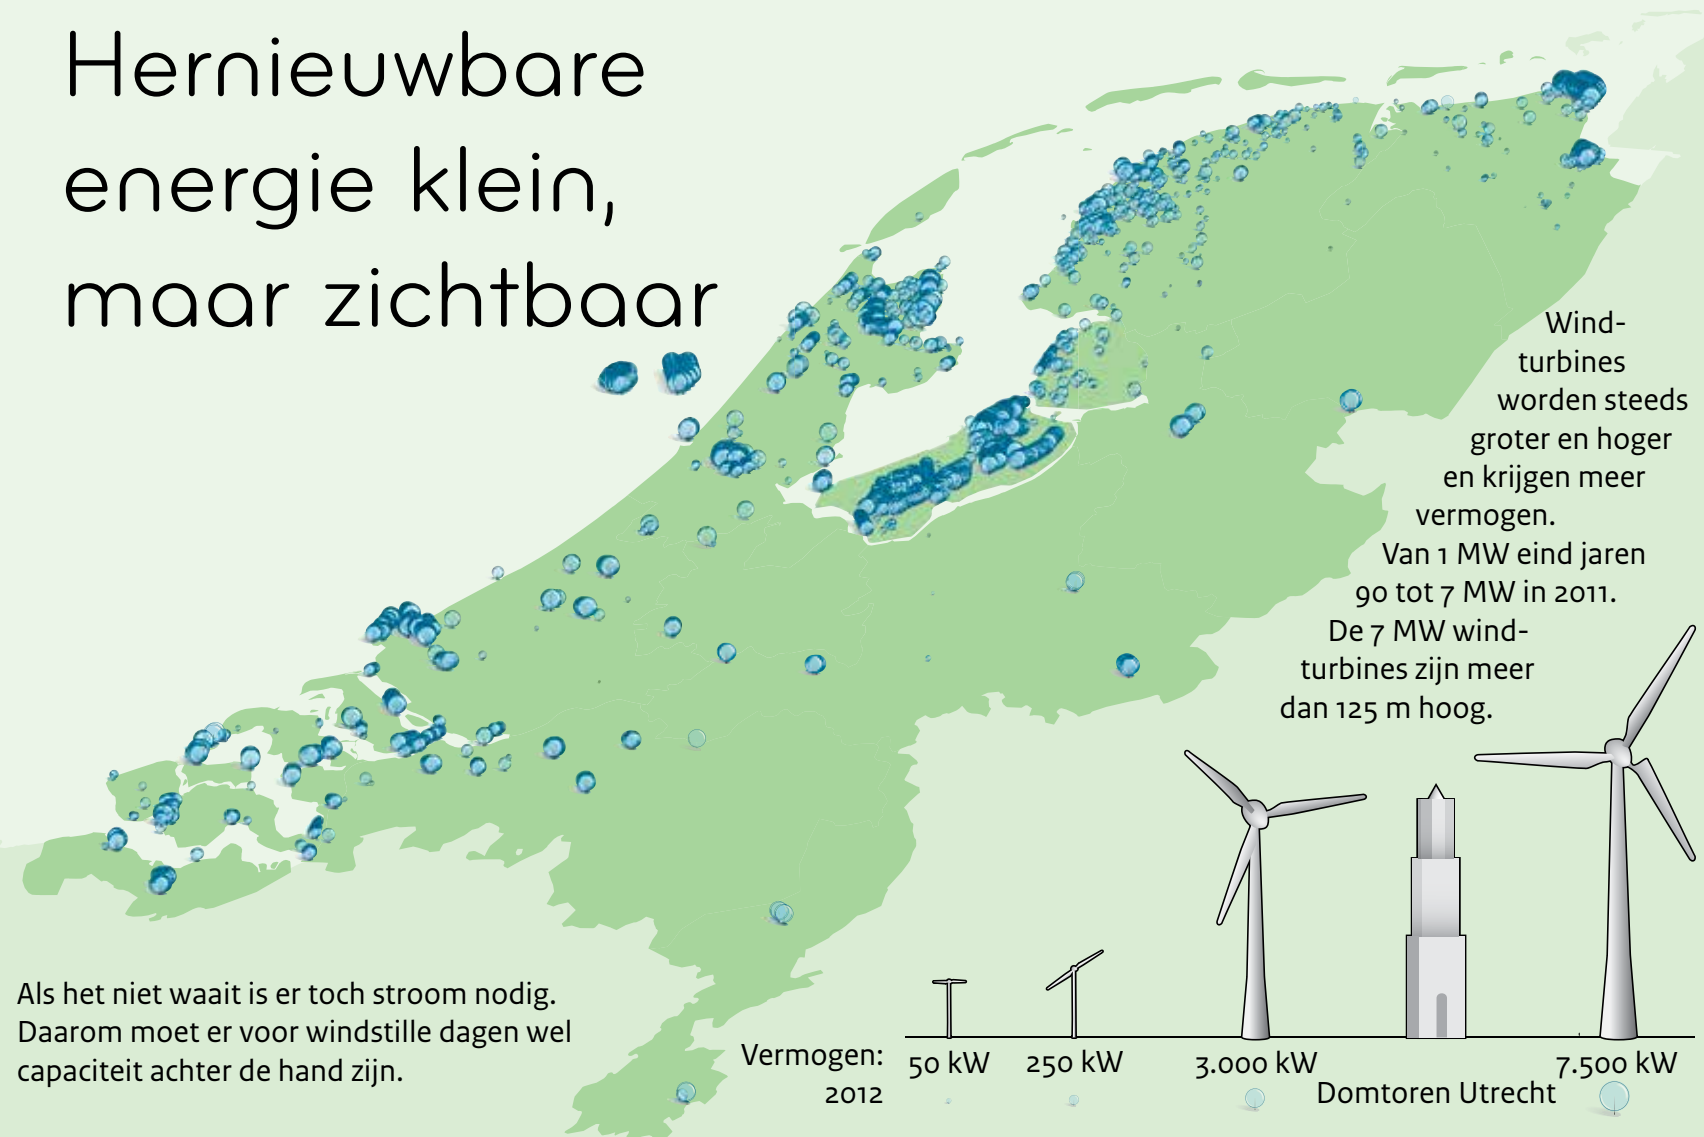 Hernieuwbare
energie klein,
maar zichtbaar
Wind-
turbines
worden steeds
groter en hoger
en krijgen meer
vermogen.
Van 1 MW eind jaren
90 tot 7 MW in 2011.
De 7 MW wind-
turbines zijn meer
dan 125 m hoog.
Als het niet waait is er toch stroom nodig.
Daarom moet er voor windstille dagen wel
capaciteit achter de hand zijn.
Vermogen:
2012
50 kW
250 kW
3.000 kW
Domtoren Utrecht
7.500 kW